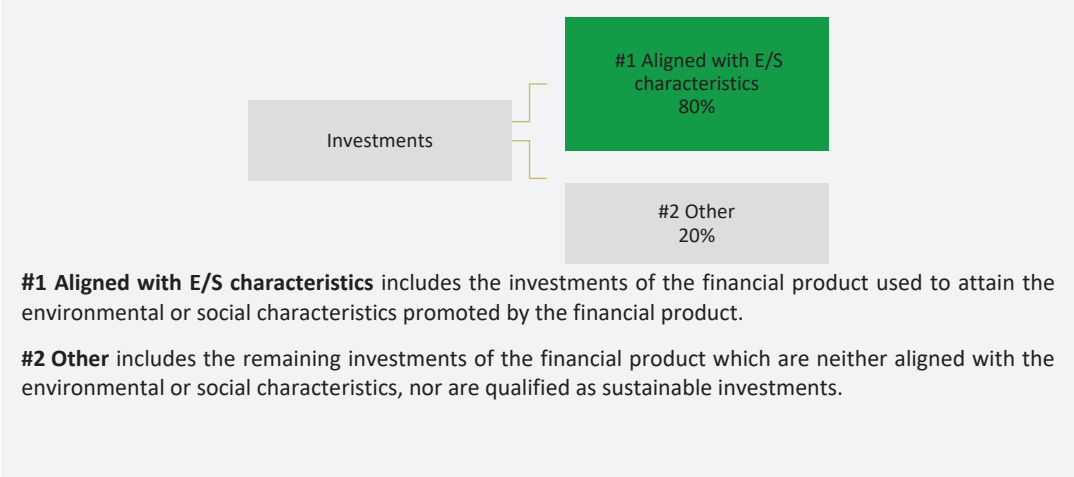 #1 Aligned with E/S
characteristics
80%
Investments
#2 Other
20%
#1 Aligned with E/S characteristics includes the investments of the financial product used to attain the
environmental or social characteristics promoted by the financial product.
#2 Other includes the remaining investments of the financial product which are neither aligned with the
environmental or social characteristics, nor are qualified as sustainable investments.